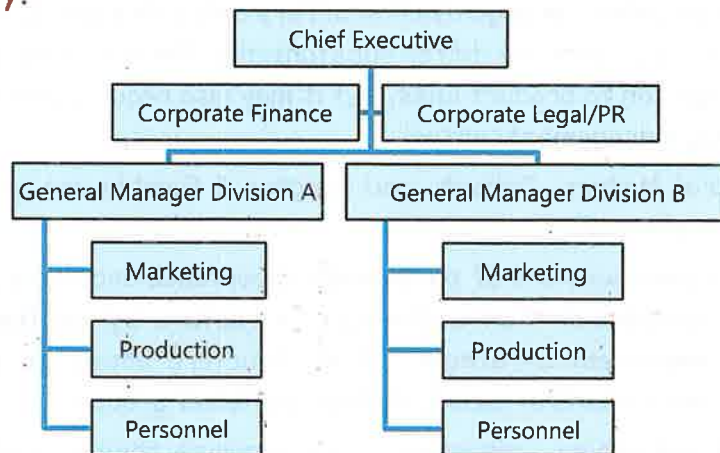 Chief Executive
Corporate Finance
Corporate Legal/PR
General Manager Division A
General Manager Division B
Marketing
Marketing
Production
Production
Personnel
Personnel